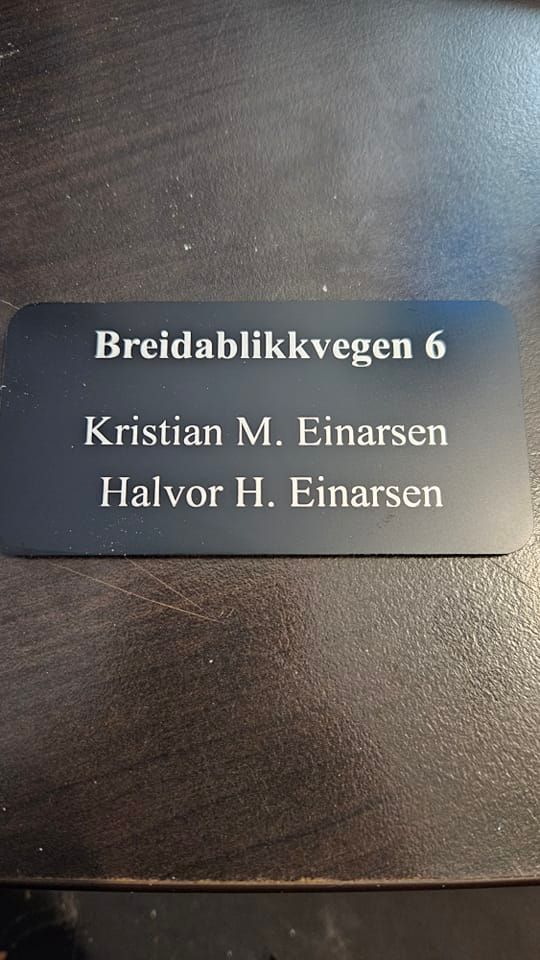 Breidablikkvegen 6
Kristian M. Einarsen
Halvor H. Einarsen